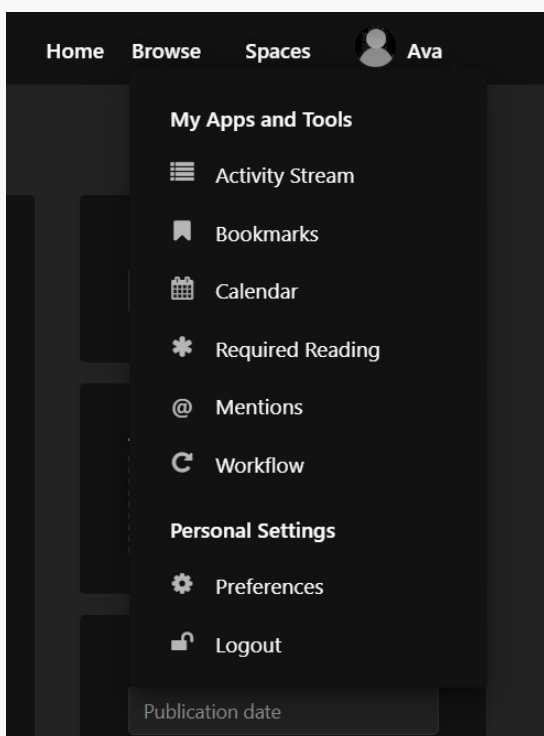 Home Browse Spaces Ava
My Apps and Tools
Activity Stream
Bookmarks
Calendar
Required Reading
@ Mentions
Workflow
Personal Settings
Preferences
Logout
Publication date